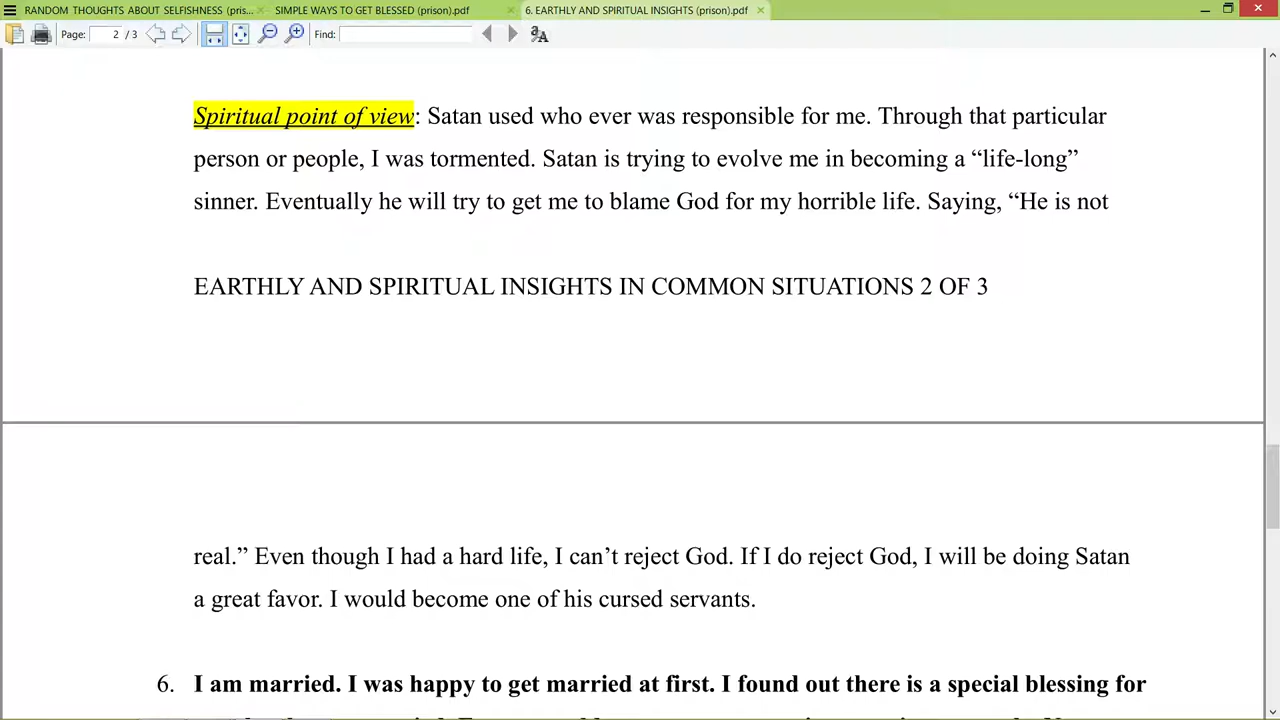 RANDOM THOUGHTS ABOUT SELFISHNESS (pris... SIMPLE WAYS TO GET BLESSED (prison).pdf 6. EARTHLY AND SPIRITUAL INSIGHTS (prison).pdf
Page: 2 / 3 Find:
Spiritual point of view: Satan used who ever was responsible for me. Through that particular
person or people, I was tormented. Satan is trying to evolve me in becoming a “life-long”
sinner. Eventually he will try to get me to blame God for my horrible life. Saying, “He is not
EARTHLY AND SPIRITUAL INSIGHTS IN COMMON SITUATIONS 2 OF 3
real.” Even though I had a hard life, I can’t reject God. If I do reject God, I will be doing Satan
a great favor. I would become one of his cursed servants.
6. I am married. I was happy to get married at first. I found out there is a special blessing for